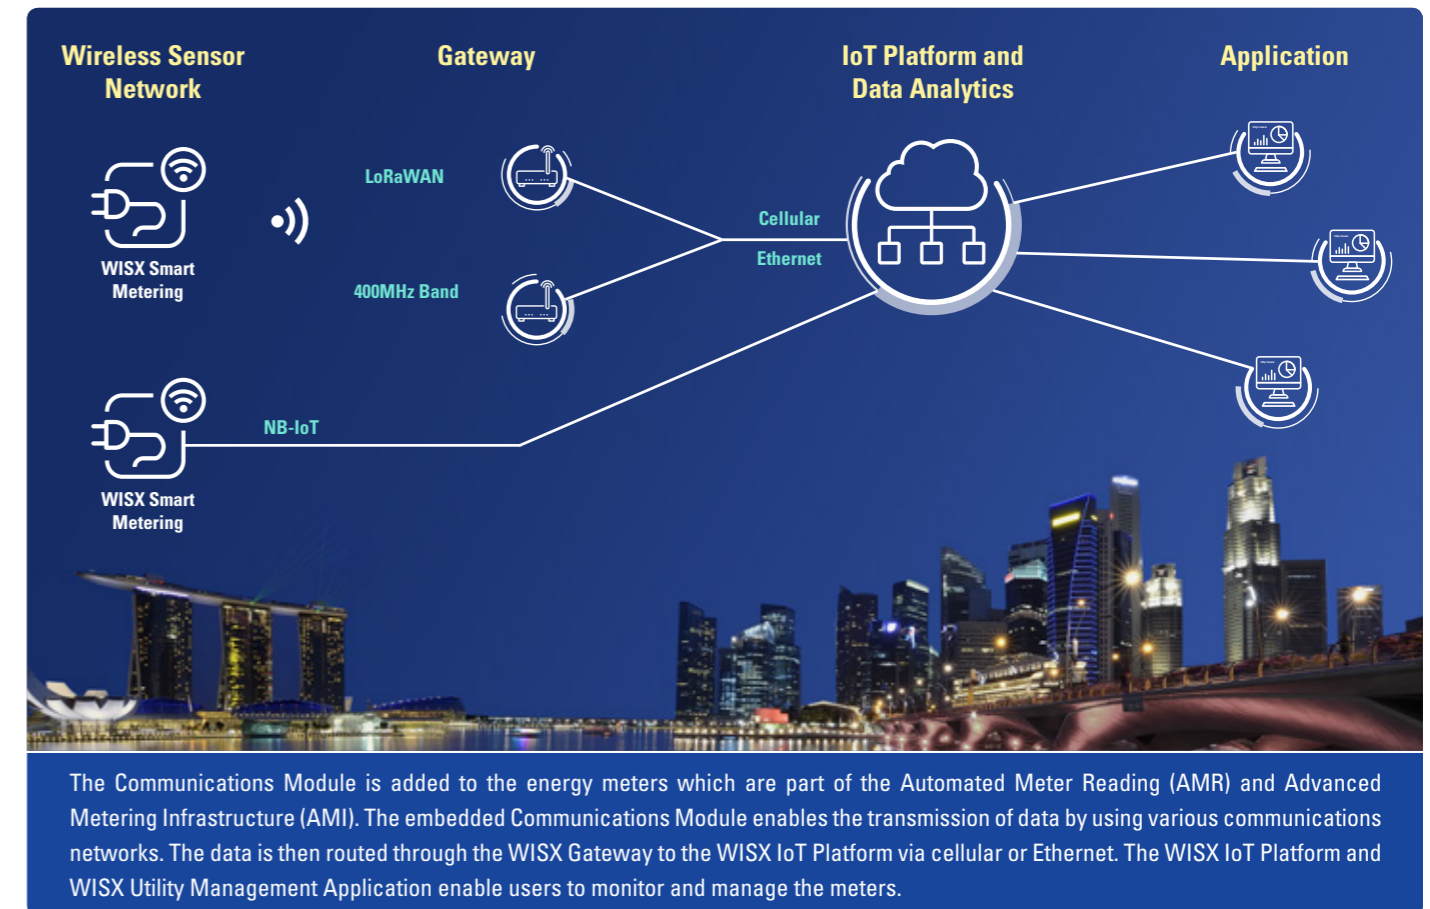 Wireless Sensor
Network
Gateway
IoT Platform and
Data Analytics
Application
LoRaWAN
Cellular
Ethernet
WISX Smart
Metering
400MHz Band
NB-IoT
WISX Smart
Metering
The Communications Module is added to the energy meters which are part of the Automated Meter Reading (AMR) and Advanced
Metering Infrastructure (AMI). The embedded Communications Module enables the transmission of data by using various communications
networks. The data is then routed through the WISX Gateway to the WISX IoT Platform via cellular or Ethernet. The WISX IoT Platform and
WISX Utility Management Application enable users to monitor and manage the meters.